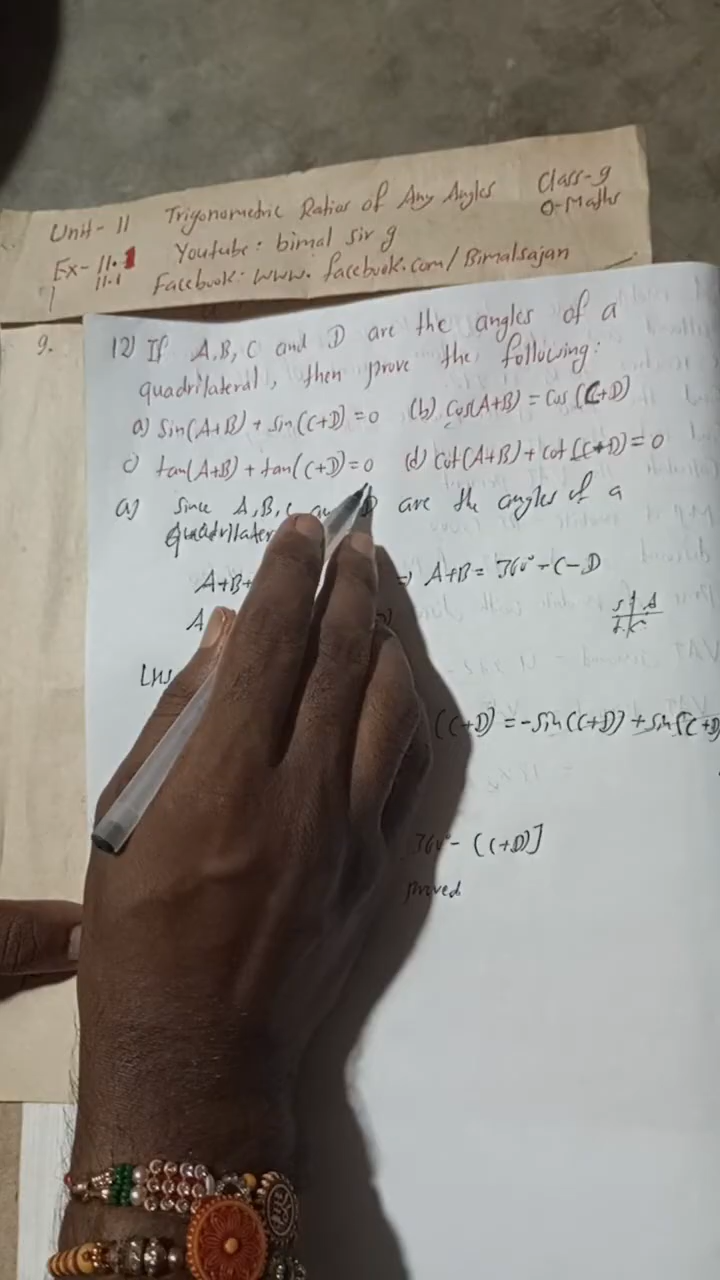 Unit - 11 Trigonometric Ratios of Any Angles Class-9
O-Maths
Ex- 11.1 Youtube: bimal sir g
11.1
Facebook: www.facebook.com/Bimalsajan
9.
12) If A,B,C and D are the angles of a
quadrilateral, then prove the following:
a) sin(A+B) + sin(C+D) = 0 (b) Cos(A+B) = Cos (C+D)
c) tan(A+B) + tan(C+D) = 0 (d) Cot(A+B) + Cot (C+D) = 0
a) Since A, B, C are the angles of a
A+B+ => A+B = 360° - C - D
A
LHS
(C+D) = -Sin(C+D) + Sin(C+D)
360° - (C+D)]
proved